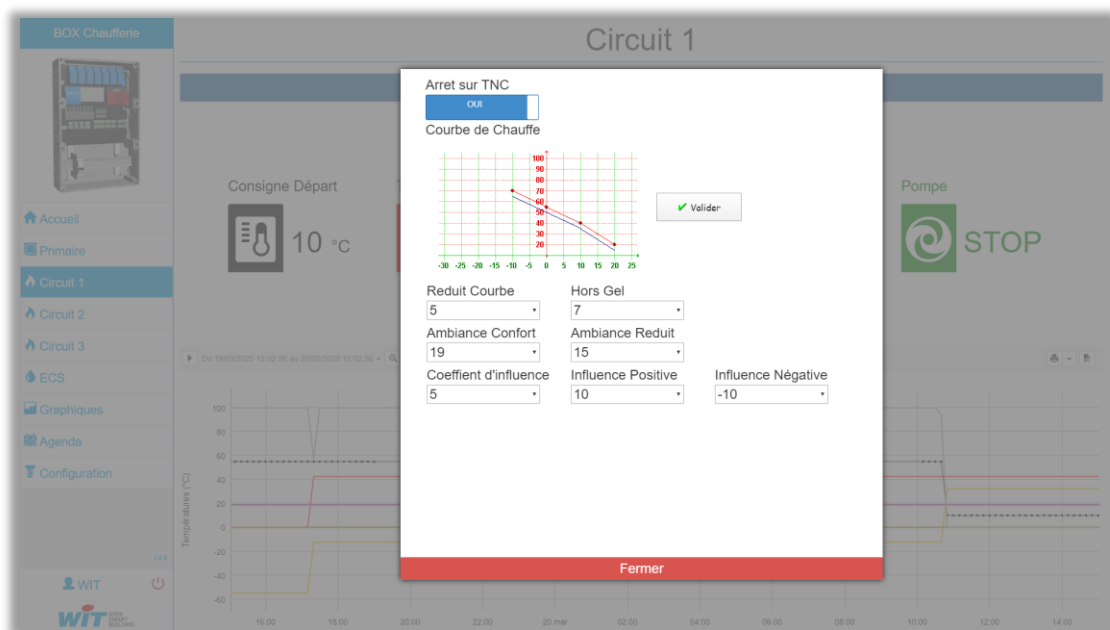 BOX Chaufferie
Circuit 1
Accueil
Primaire
Circuit 1
Circuit 2
Circuit 3
ECS
Graphiques
Agenda
Configuration
WIT
WiT
Consigne Départ
10 °C
Pompe
STOP
Arret sur TNC
OUI
Courbe de Chauffe
100
90
80
70
60
50
40
30
20
-30 -25 -20 -15 -10 -5 0 5 10 15 20 25
Valider
Reduit Courbe Hors Gel
5 7
Ambiance Confort Ambiance Reduit
19 15
Coeffient d'influence Influence Positive Influence Négative
5 10 -10
Fermer
Températures (°C)
100
80
60
40
20
0
-20
-40
-60
16:00 18:00 20:00 22:00 20 mar 02:00 04:00 06:00 08:00 10:00 12:00 14:00